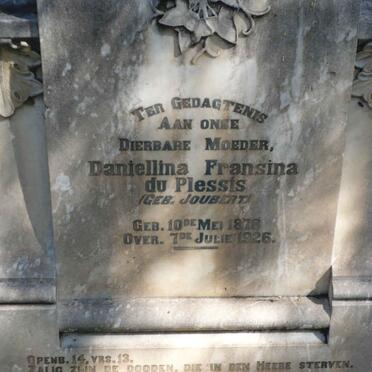 TER GEDAGTENIS
AAN ONZE
DIERBARE MOEDER,
Daniellina Fransina
du Plessis
(GEB. JOUBERT)
GEB. 10DE MEI 1876
OVER. 7DE JULIE 1926.
OPENB. 14, VRS. 13.
ZALIG ZIJN DE DOODEN, DIE IN DEN HEERE STERVEN.